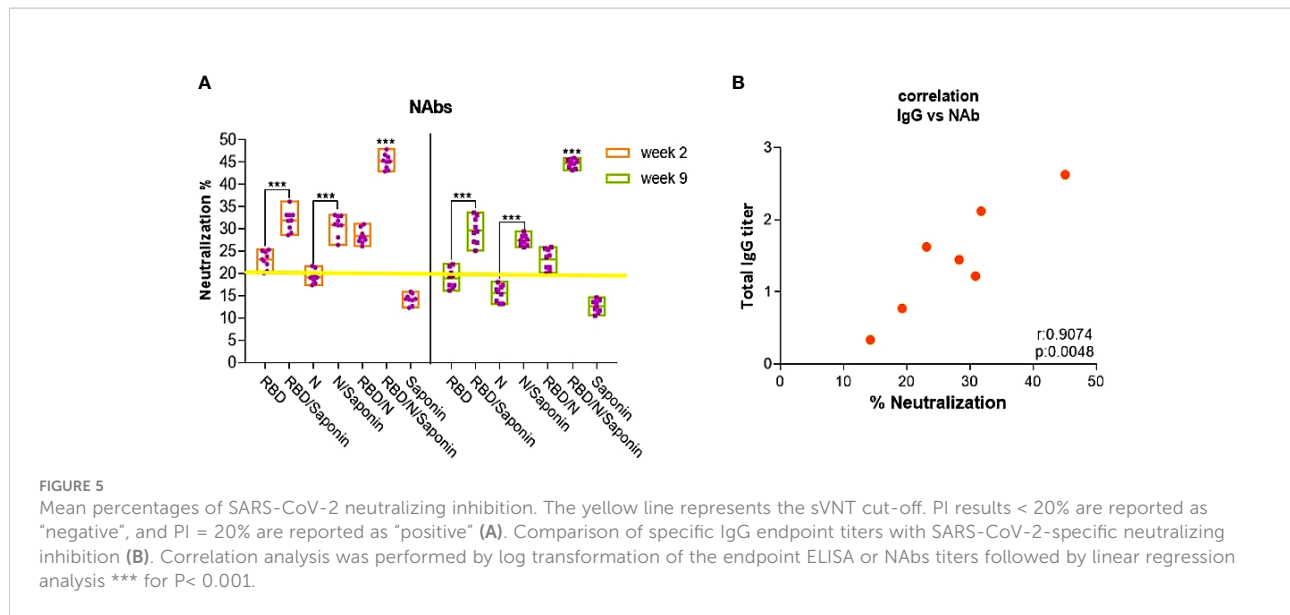 A
NAbs
Neutralization %
50
45
40
35
30
25
20
15
10
5
0
***
***
***
***
***
***
week 2
week 9
RBD
RBD/Saponin
N
N/Saponin
RBD/N
RBD/N/Saponin
Saponin
RBD
RBD/Saponin
N
N/Saponin
RBD/N
RBD/N/Saponin
Saponin
B
correlation
IgG vs NAb
Total IgG titer
3
2
1
0
r:0.9074
p:0.0048
0 10 20 30 40 50
% Neutralization
FIGURE 5
Mean percentages of SARS-CoV-2 neutralizing inhibition. The yellow line represents the sVNT cut-off. PI results < 20% are reported as
“negative”, and PI = 20% are reported as “positive” (A). Comparison of specific IgG endpoint titers with SARS-CoV-2-specific neutralizing
inhibition (B). Correlation analysis was performed by log transformation of the endpoint ELISA or NAbs titers followed by linear regression
analysis *** for P< 0.001.